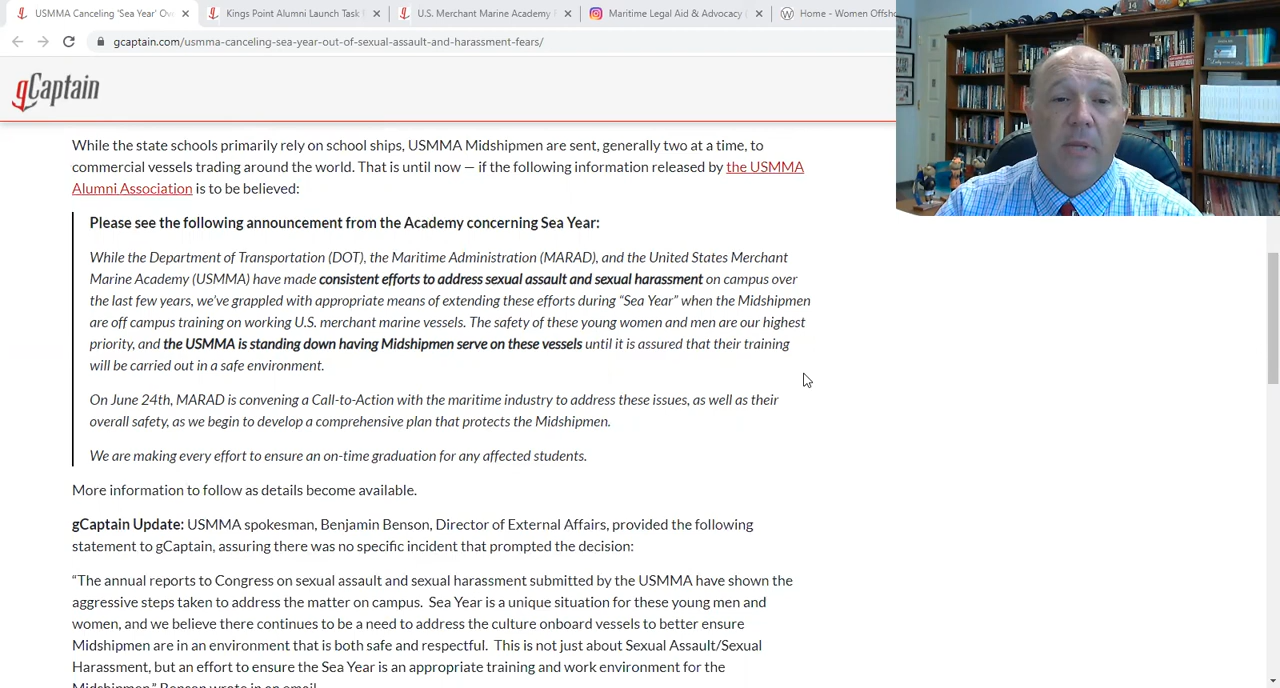 USMMA Canceling 'Sea Year' Ov
Kings Point Alumni Launch Task
U.S. Merchant Marine Academy
Maritime Legal Aid & Advocacy
Home - Women Offsh
gcaptain.com/usmma-canceling-sea-year-out-of-sexual-assault-and-harassment-fears/
gCaptain
While the state schools primarily rely on school ships, USMMA Midshipmen are sent, generally two at a time, to
commercial vessels trading around the world. That is until now — if the following information released by the USMMA
Alumni Association is to be believed:
Please see the following announcement from the Academy concerning Sea Year:
While the Department of Transportation (DOT), the Maritime Administration (MARAD), and the United States Merchant
Marine Academy (USMMA) have made consistent efforts to address sexual assault and sexual harassment on campus over
the last few years, we've grappled with appropriate means of extending these efforts during “Sea Year” when the Midshipmen
are off campus training on working U.S. merchant marine vessels. The safety of these young women and men are our highest
priority, and the USMMA is standing down having Midshipmen serve on these vessels until it is assured that their training
will be carried out in a safe environment.
On June 24th, MARAD is convening a Call-to-Action with the maritime industry to address these issues, as well as their
overall safety, as we begin to develop a comprehensive plan that protects the Midshipmen.
We are making every effort to ensure an on-time graduation for any affected students.
More information to follow as details become available.
gCaptain Update: USMMA spokesman, Benjamin Benson, Director of External Affairs, provided the following
statement to gCaptain, assuring there was no specific incident that prompted the decision:
“The annual reports to Congress on sexual assault and sexual harassment submitted by the USMMA have shown the
aggressive steps taken to address the matter on campus.  Sea Year is a unique situation for these young men and
women, and we believe there continues to be a need to address the culture onboard vessels to better ensure
Midshipmen are in an environment that is both safe and respectful.  This is not just about Sexual Assault/Sexual
Harassment, but an effort to ensure the Sea Year is an appropriate training and work environment for the
Midshipmen,” Benson wrote in an email.